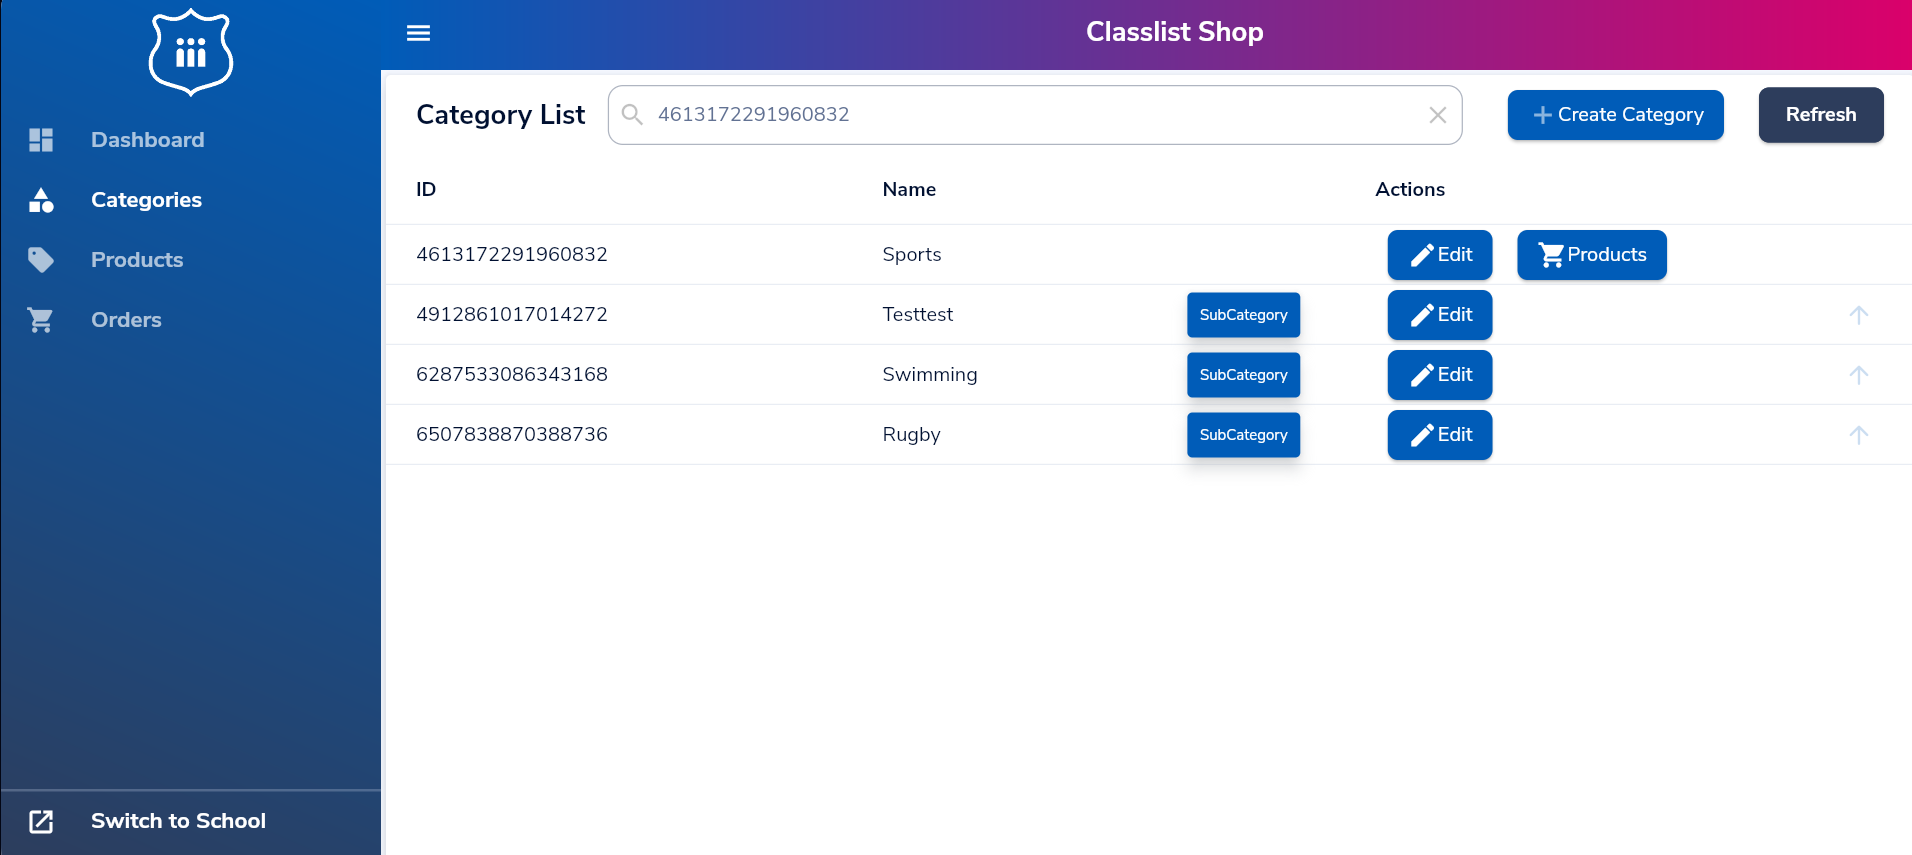 Classlist Shop
Dashboard
Categories
Products
Orders
Switch to School
Category List 4613172291960832 Create Category Refresh
ID Name Actions
4613172291960832 Sports Edit Products
4912861017014272 Testtest SubCategory Edit
6287533086343168 Swimming SubCategory Edit
6507838870388736 Rugby SubCategory Edit